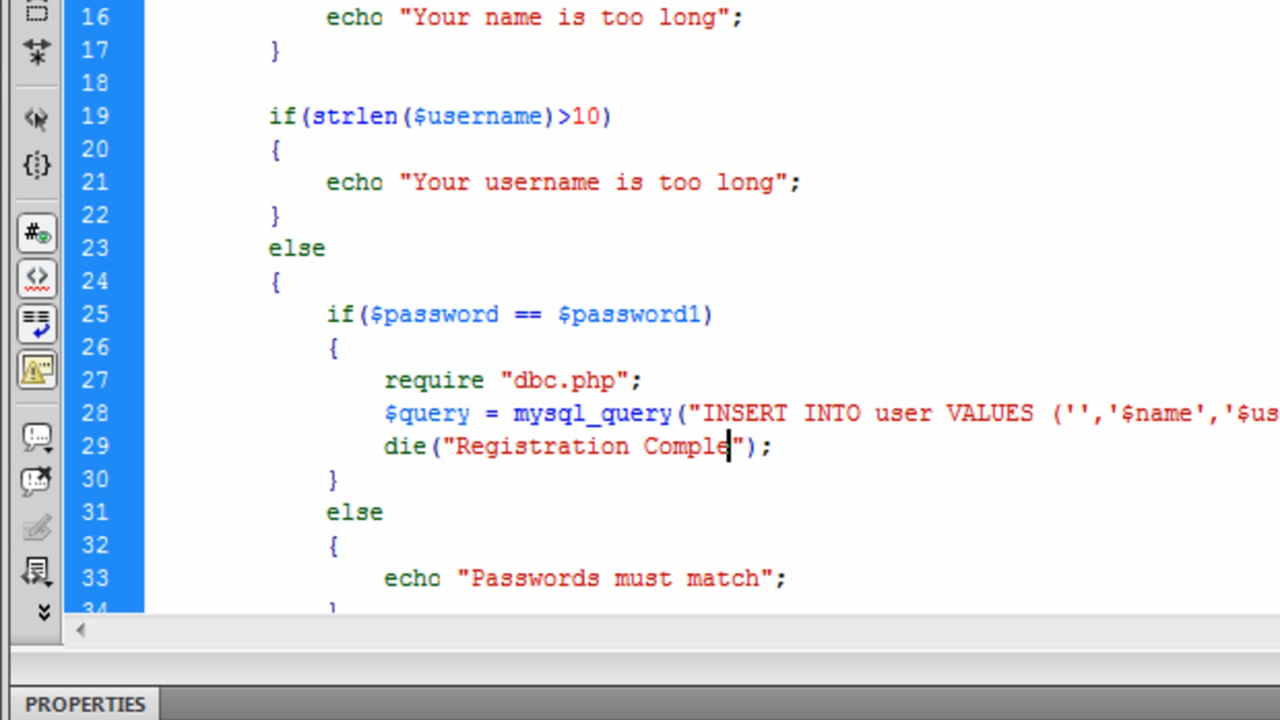 16 echo "Your name is too long";
17 }
18
19 if(strlen($username)>10)
20 {
21 echo "Your username is too long";
22 }
23 else
24 {
25 if($password == $password1)
26 {
27 require "dbc.php";
28 $query = mysql_query("INSERT INTO user VALUES ('','$name','$us
29 die("Registration Comple");
30 }
31 else
32 {
33 echo "Passwords must match";
34 }
PROPERTIES